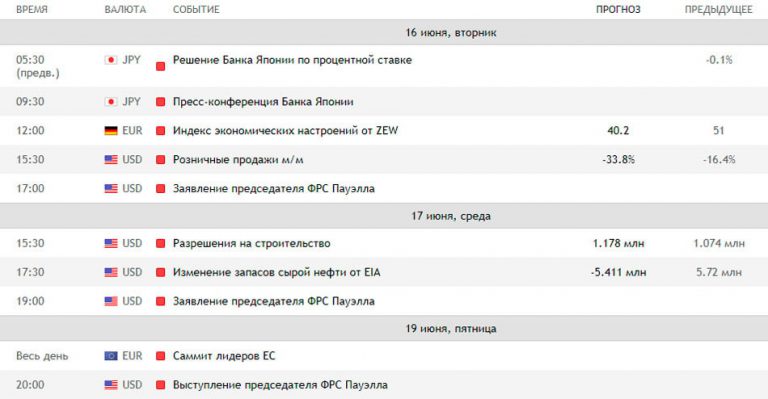 ВРЕМЯ ВАЛЮТА СОБЫТИЕ ПРОГНОЗ ПРЕДЫДУЩЕЕ
16 июня, вторник
05:30 JPY Решение Банка Японии по процентной ставке -0.1%
(предв.)
09:30 JPY Пресс-конференция Банка Японии
12:00 EUR Индекс экономических настроений от ZEW 40.2 51
15:30 USD Розничные продажи м/м -33.8% -16.4%
17:00 USD Заявление председателя ФРС Пауэлла
17 июня, среда
15:30 USD Разрешения на строительство 1.178 млн 1.074 млн
17:30 USD Изменение запасов сырой нефти от EIA -5.411 млн 5.72 млн
19:00 USD Заявление председателя ФРС Пауэлла
19 июня, пятница
Весь день EUR Саммит лидеров ЕС
20:00 USD Выступление председателя ФРС Пауэлла